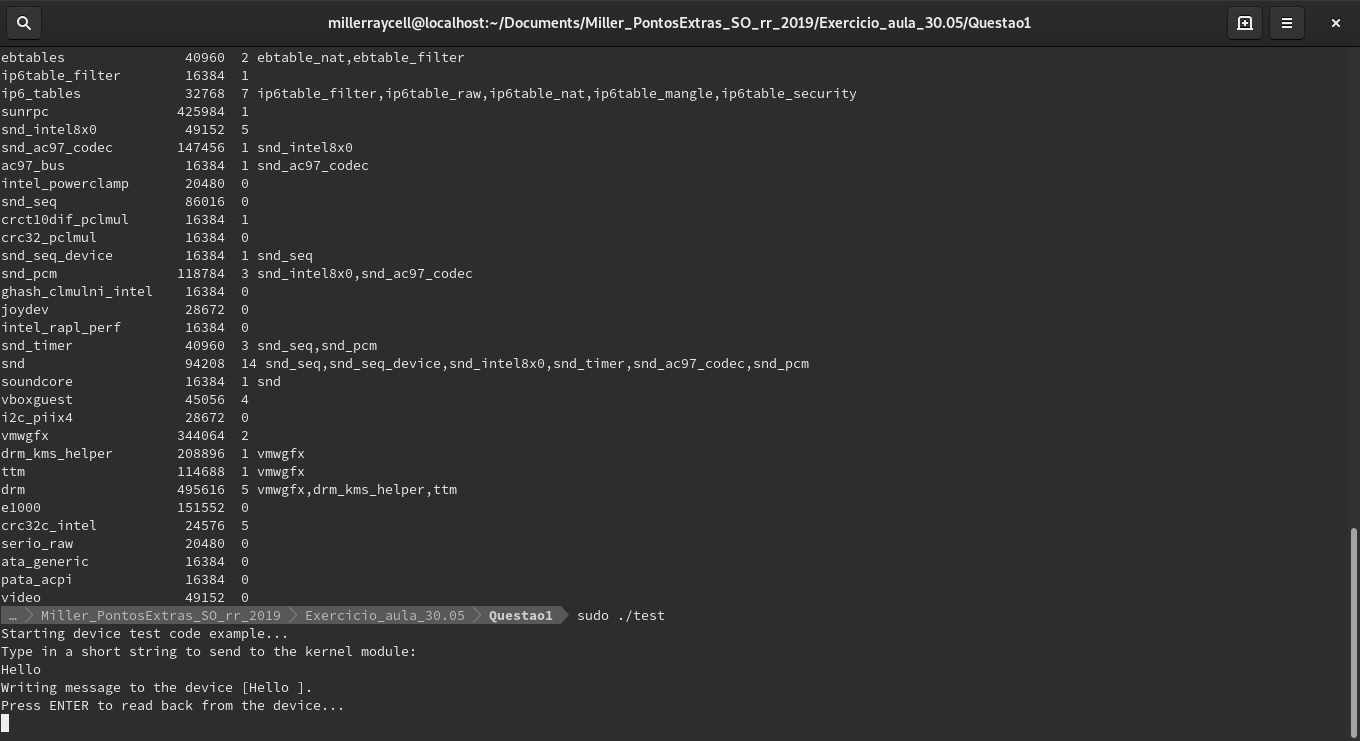 millerraycell@localhost:~/Documents/Miller_PontosExtras_SO_rr_2019/Exercicio_aula_30.05/Questao1
ebtables               40960  2 ebtable_nat,ebtable_filter
ip6table_filter        16384  1
ip6_tables             32768  7 ip6table_filter,ip6table_raw,ip6table_nat,ip6table_mangle,ip6table_security
sunrpc                425984  1
snd_intel8x0           49152  5
snd_ac97_codec        147456  1 snd_intel8x0
ac97_bus               16384  1 snd_ac97_codec
intel_powerclamp       20480  0
snd_seq                86016  0
crct10dif_pclmul       16384  1
crc32_pclmul           16384  0
snd_seq_device         16384  1 snd_seq
snd_pcm               118784  3 snd_intel8x0,snd_ac97_codec
ghash_clmulni_intel    16384  0
joydev                 28672  0
intel_rapl_perf        16384  0
snd_timer              40960  3 snd_seq,snd_pcm
snd                    94208  14 snd_seq,snd_seq_device,snd_intel8x0,snd_timer,snd_ac97_codec,snd_pcm
soundcore              16384  1 snd
vboxguest              45056  4
i2c_piix4              28672  0
vmwgfx                344064  2
drm_kms_helper        208896  1 vmwgfx
ttm                   114688  1 vmwgfx
drm                   495616  5 vmwgfx,drm_kms_helper,ttm
e1000                 151552  0
crc32c_intel           24576  5
serio_raw              20480  0
ata_generic            16384  0
pata_acpi              16384  0
video                  49152  0
… Miller_PontosExtras_SO_rr_2019 Exercicio_aula_30.05 Questao1 sudo ./test
Starting device test code example...
Type in a short string to send to the kernel module:
Hello
Writing message to the device [Hello ].
Press ENTER to read back from the device...